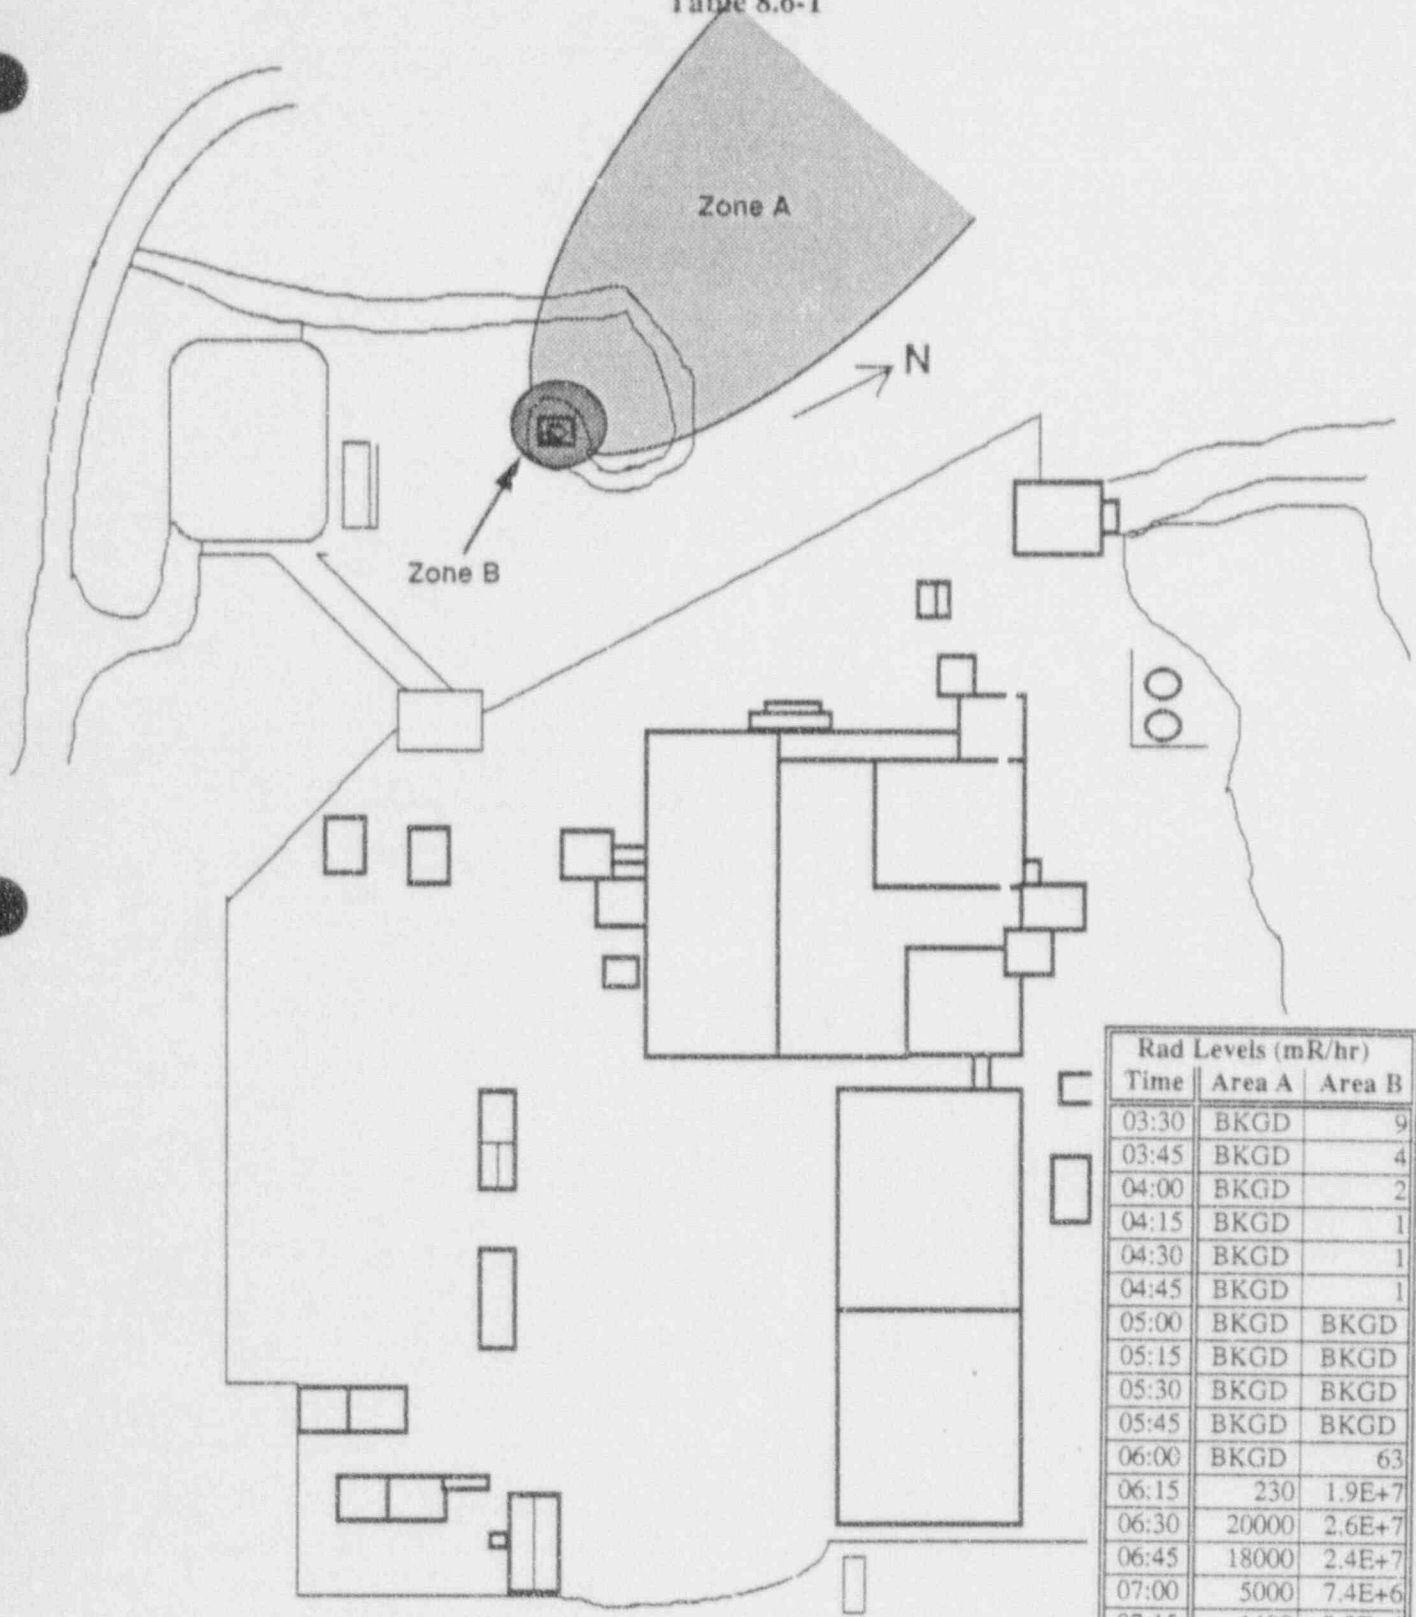 Table 8.6-1
Zone A
N
Zone B
Rad Levels (mR/hr)
Time Area A Area B
03:30 BKGD 9
03:45 BKGD 4
04:00 BKGD 2
04:15 BKGD 1
04:30 BKGD 1
04:45 BKGD 1
05:00 BKGD BKGD
05:15 BKGD BKGD
05:30 BKGD BKGD
05:45 BKGD BKGD
06:00 BKGD 63
06:15 230 1.9E+7
06:30 20000 2.6E+7
06:45 18000 2.4E+7
07:00 5000 7.4E+6